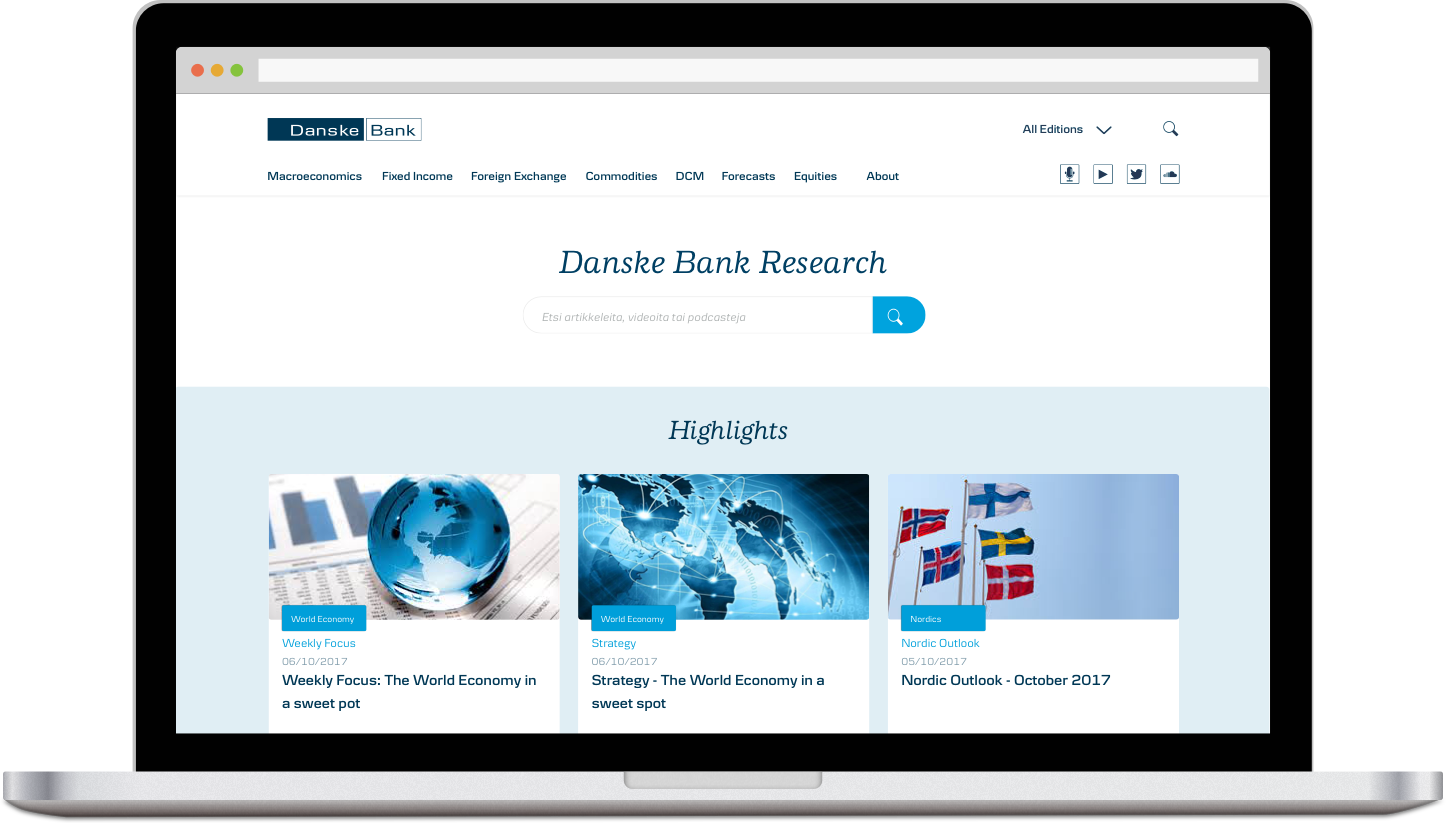 Danske Bank
All Editions
Macroeconomics Fixed Income Foreign Exchange Commodities DCM Forecasts Equities About
Danske Bank Research
Etsi artikkeleita, videoita tai podcasteja
Highlights
World Economy
Weekly Focus
06/10/2017
Weekly Focus: The World Economy in
a sweet pot
World Economy
Strategy
06/10/2017
Strategy - The World Economy in a
sweet spot
Nordics
Nordic Outlook
05/10/2017
Nordic Outlook - October 2017